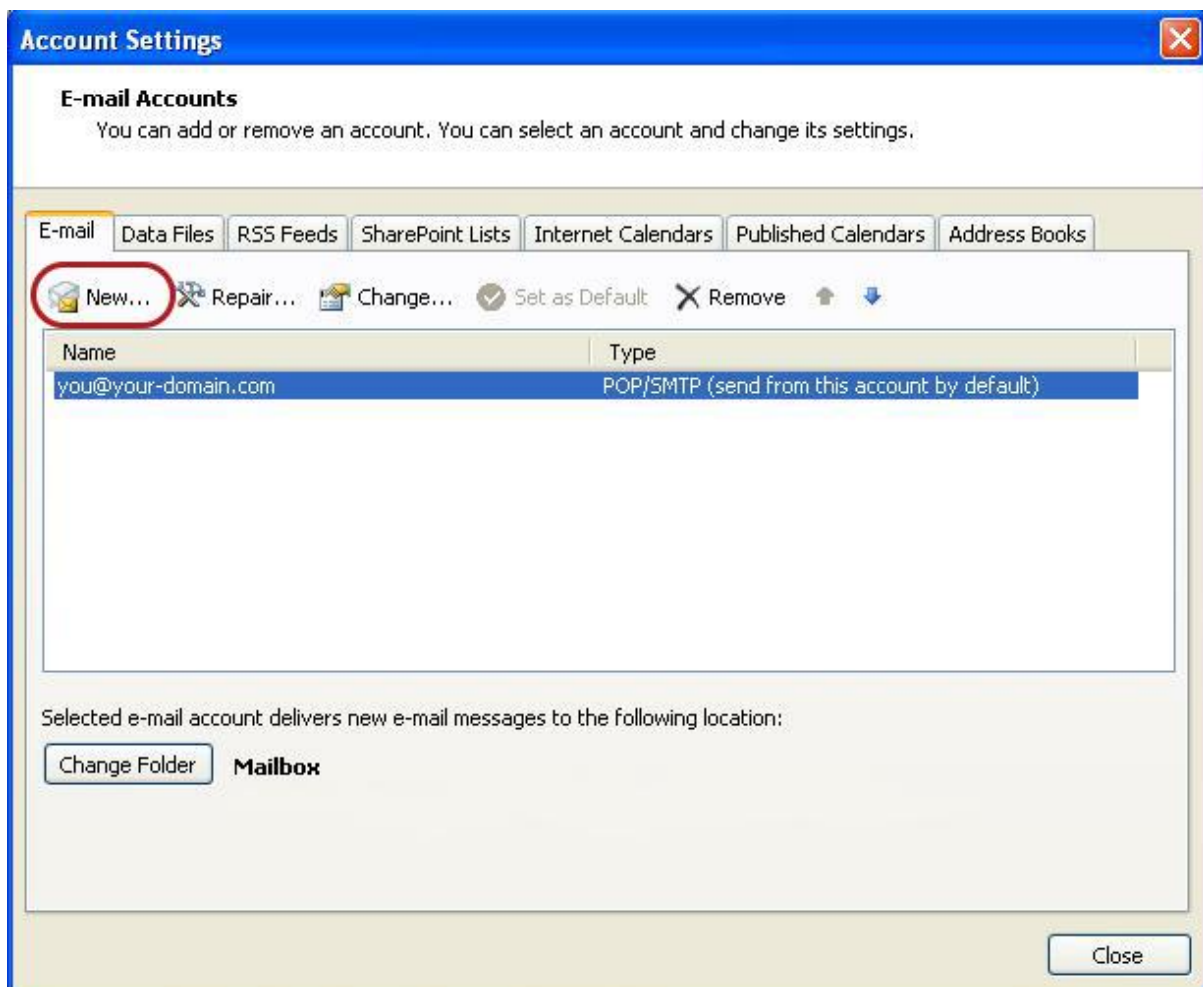 Account Settings
E-mail Accounts
You can add or remove an account. You can select an account and change its settings.
E-mail Data Files RSS Feeds SharePoint Lists Internet Calendars Published Calendars Address Books
New... Repair... Change... Set as Default Remove
Name Type
you@your-domain.com POP/SMTP (send from this account by default)
Selected e-mail account delivers new e-mail messages to the following location:
Change Folder Mailbox
Close